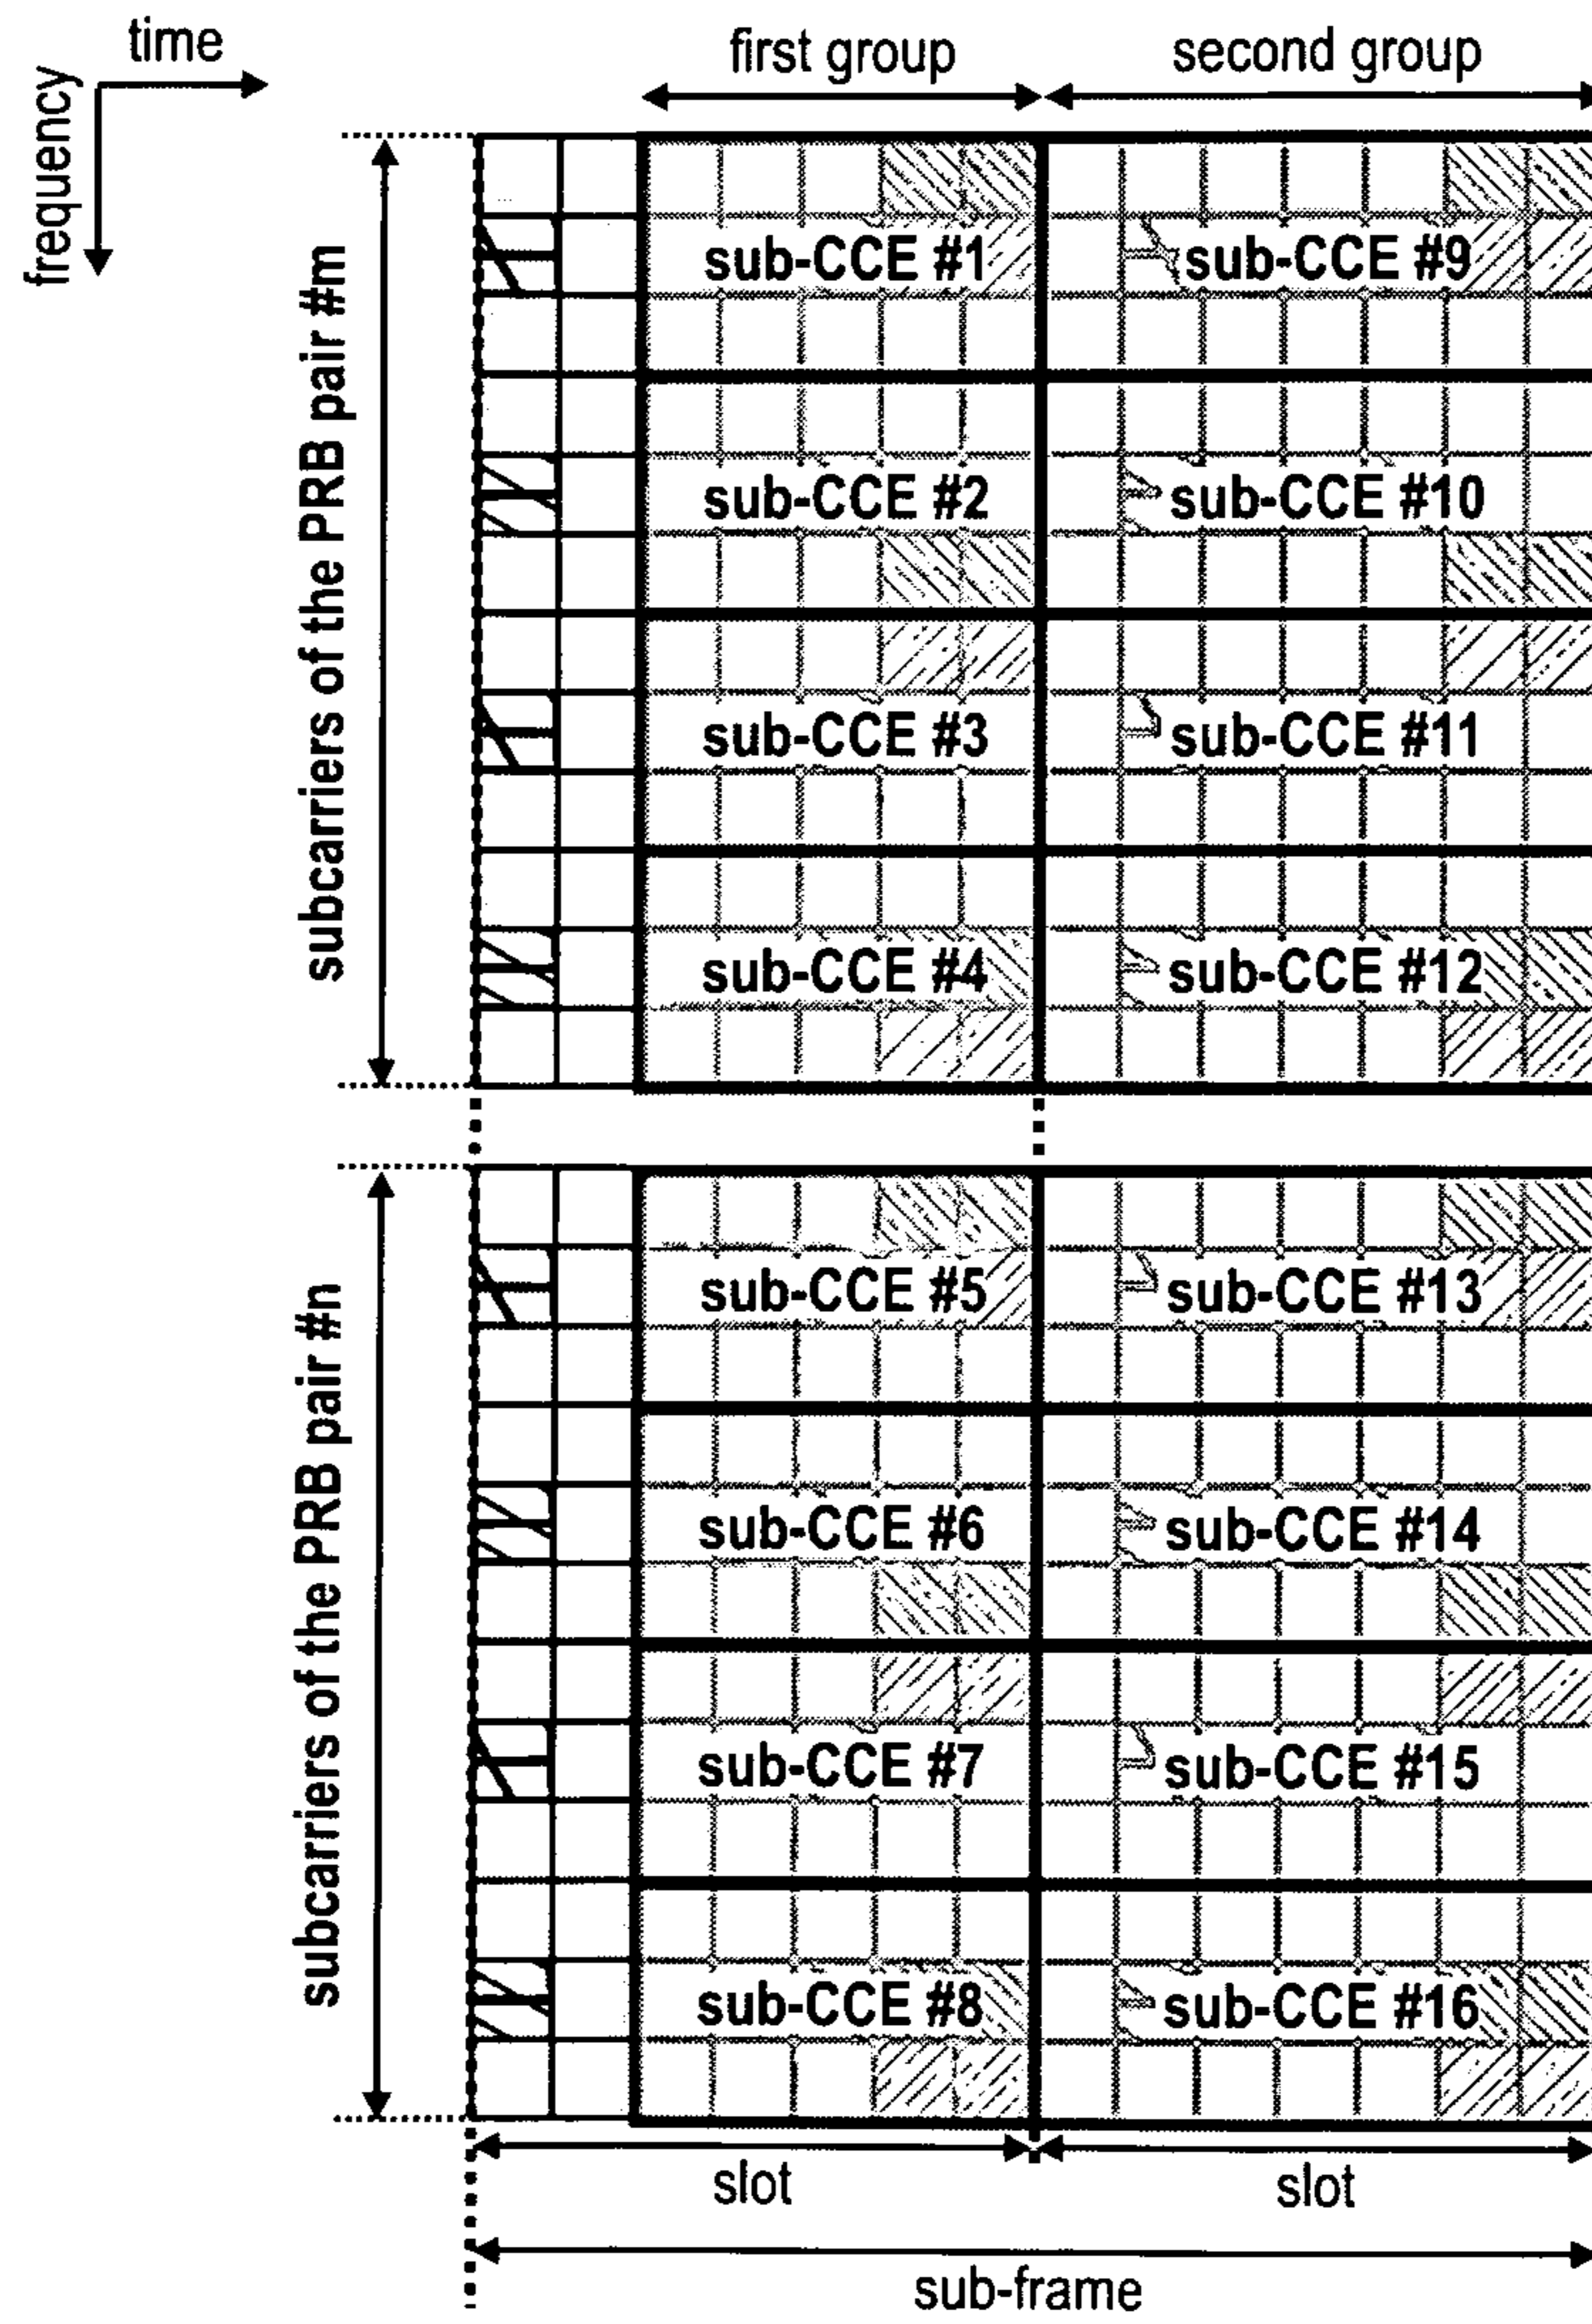 time
first group
second group
frequency
subcarriers of the PRB pair #m
sub-CCE #1
sub-CCE #9
sub-CCE #2
sub-CCE #10
sub-CCE #3
sub-CCE #11
sub-CCE #4
sub-CCE #12
subcarriers of the PRB pair #n
sub-CCE #5
sub-CCE #13
sub-CCE #6
sub-CCE #14
sub-CCE #7
sub-CCE #15
sub-CCE #8
sub-CCE #16
slot
slot
sub-frame